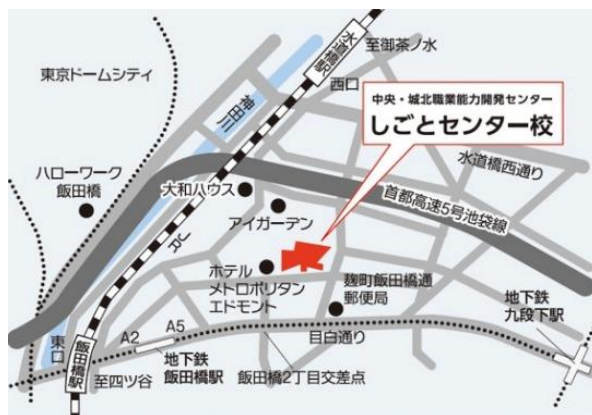 水道橋駅
至御茶ノ水
東京ドームシティ
西口
神田川
中央・城北職業能力開発センター
しごとセンター校
水道橋西通り
ハローワーク
飯田橋
大和ハウス
首都高速5号池袋線
アイガーデン
JR
ホテル
メトロポリタン
エドモント
麹町飯田橋通
郵便局
地下鉄
九段下駅
東口
A2
A5
目白通り
飯田橋駅
地下鉄
飯田橋駅
至四ツ谷
飯田橋2丁目交差点